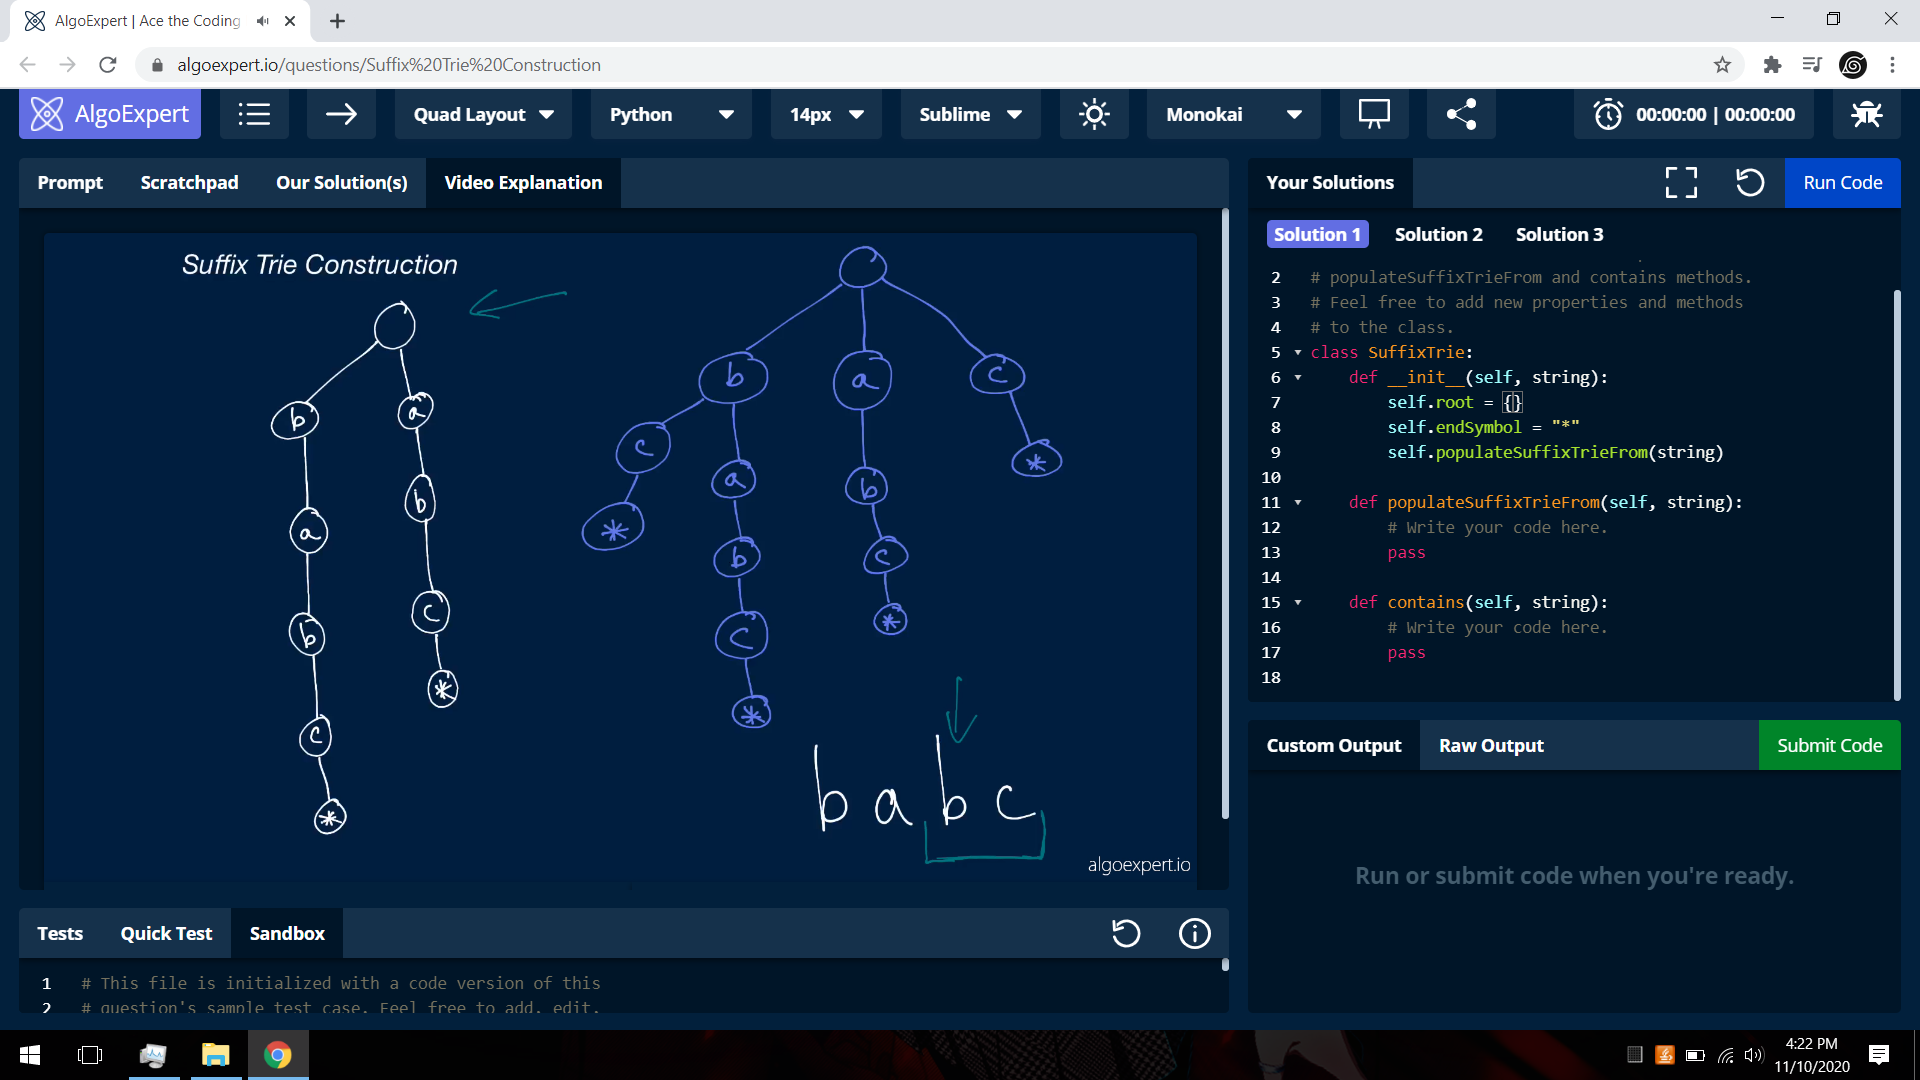 AlgoExpert | Ace the Coding
algoexpert.io/questions/Suffix%20Trie%20Construction
AlgoExpert
Quad Layout
Python
14px
Sublime
Monokai
00:00:00 | 00:00:00
Prompt Scratchpad Our Solution(s) Video Explanation
Suffix Trie Construction
b a
a b
b c
c *
*
b a c
c a b *
* b c
c *
*
b a b c
algoexpert.io
Your Solutions
Run Code
Solution 1 Solution 2 Solution 3
2 # populateSuffixTrieFrom and contains methods.
3 # Feel free to add new properties and methods
4 # to the class.
5 class SuffixTrie:
6 def __init__(self, string):
7 self.root = {}
8 self.endSymbol = "*"
9 self.populateSuffixTrieFrom(string)
10
11 def populateSuffixTrieFrom(self, string):
12 # Write your code here.
13 pass
14
15 def contains(self, string):
16 # Write your code here.
17 pass
18
Custom Output Raw Output Submit Code
Run or submit code when you're ready.
Tests Quick Test Sandbox
1 # This file is initialized with a code version of this
2 # question's sample test case. Feel free to add, edit,
4:22 PM
11/10/2020